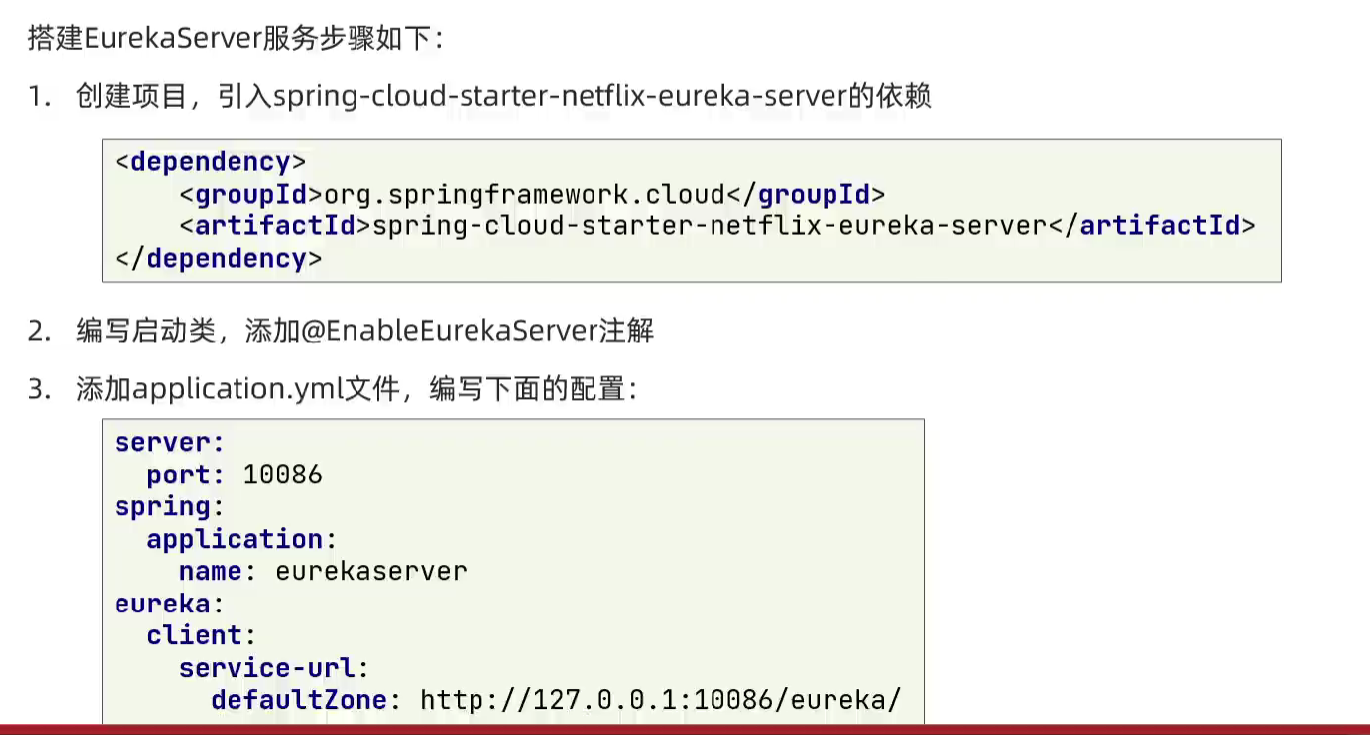 搭建EurekaServer服务步骤如下：
1. 创建项目，引入spring-cloud-starter-netflix-eureka-server的依赖
<dependency>
    <groupId>org.springframework.cloud</groupId>
    <artifactId>spring-cloud-starter-netflix-eureka-server</artifactId>
</dependency>
2. 编写启动类，添加@EnableEurekaServer注解
3. 添加application.yml文件，编写下面的配置：
server:
  port: 10086
spring:
  application:
    name: eurekaserver
eureka:
  client:
    service-url:
      defaultZone: http://127.0.0.1:10086/eureka/